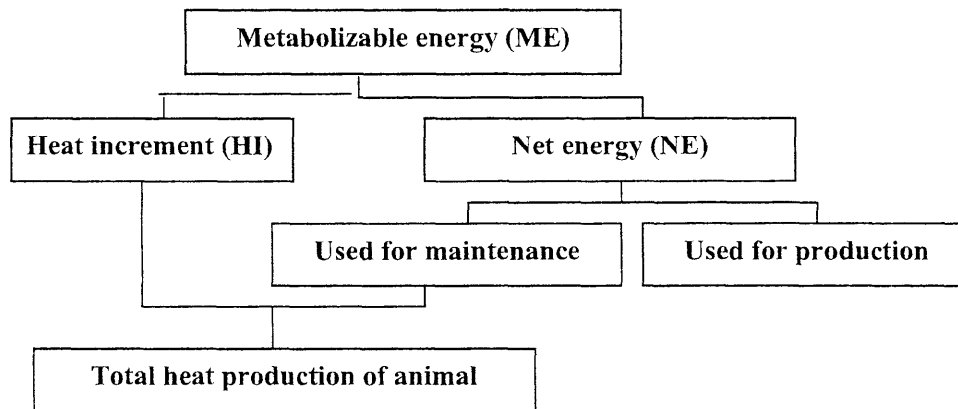 Metabolizable energy (ME)
Heat increment (HI)
Net energy (NE)
Used for maintenance
Used for production
Total heat production of animal